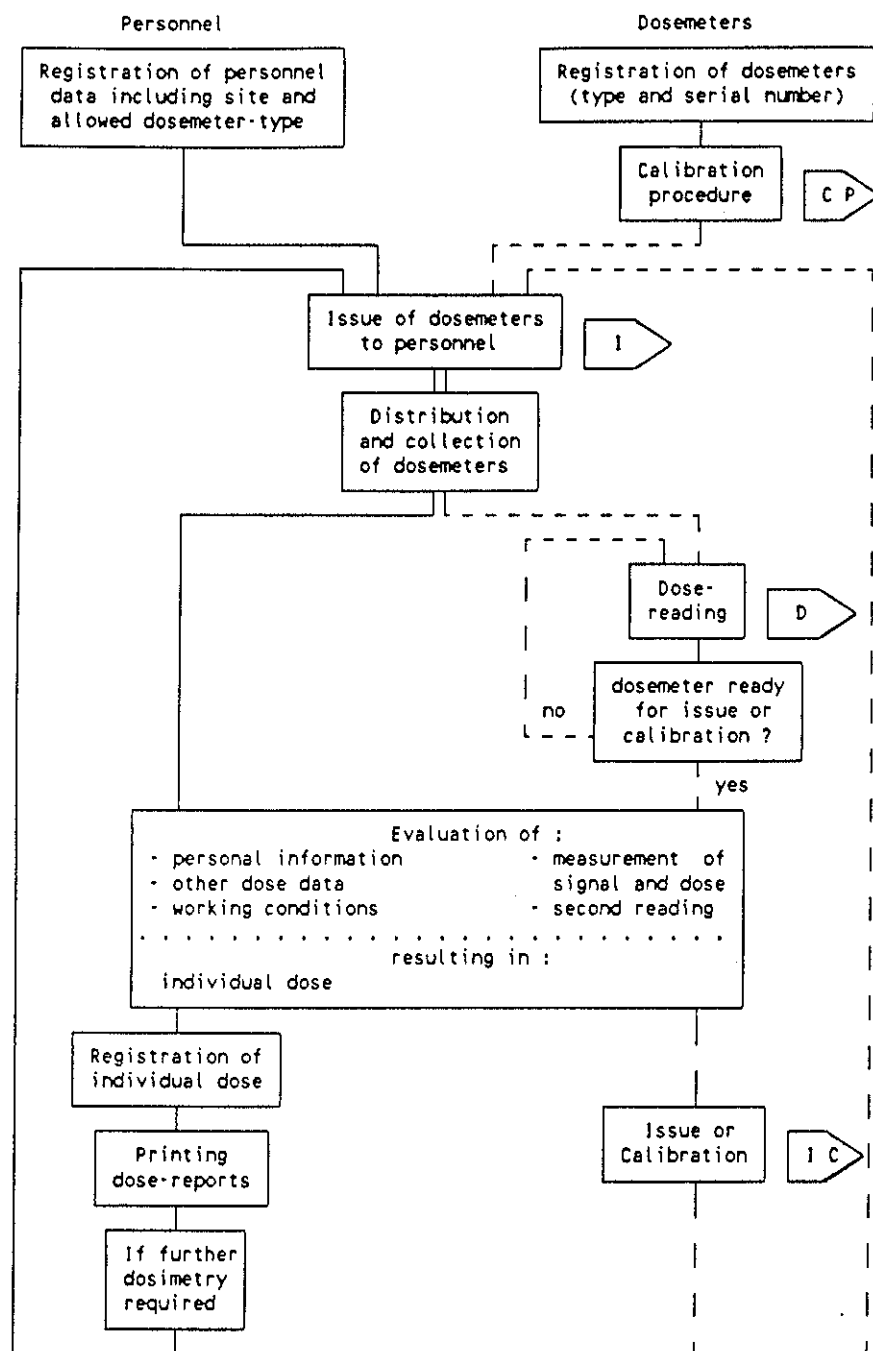 Personnel
Dosemeters
Registration of personnel
data including site and
allowed dosemeter-type
Registration of dosemeters
(type and serial number)
Calibration
procedure
C P
Issue of dosemeters
to personnel
I
Distribution
and collection
of dosemeters
Dose-
reading
D
dosemeter ready
for issue or
calibration ?
no
yes
Evaluation of :
- personal information
- other dose data
- working conditions
- measurement of
signal and dose
- second reading
resulting in :
individual dose
Registration of
individual dose
Printing
dose-reports
Issue or
Calibration
I C
If further
dosimetry
required